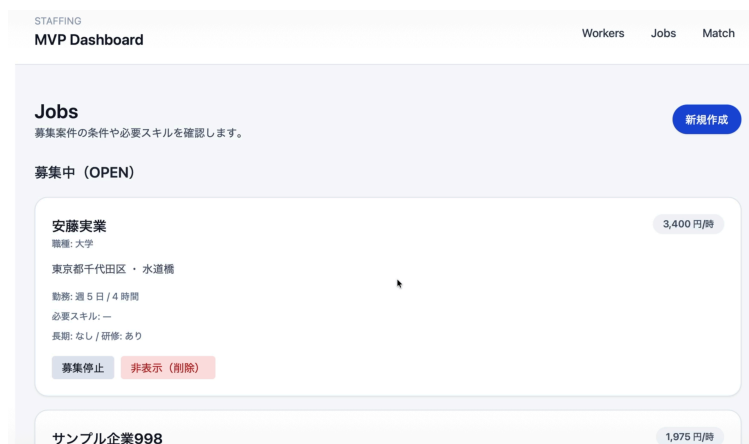 STAFFING
MVP Dashboard
Workers Jobs Match
Jobs
募集案件の条件や必要スキルを確認します。
新規作成
募集中（OPEN）
安藤実業
3,400 円/時
職種: 大学
東京都千代田区 ・ 水道橋
勤務: 週 5 日 / 4 時間
必要スキル: —
長期: なし / 研修: あり
募集停止 非表示（削除）
サンプル企業998
1,975 円/時